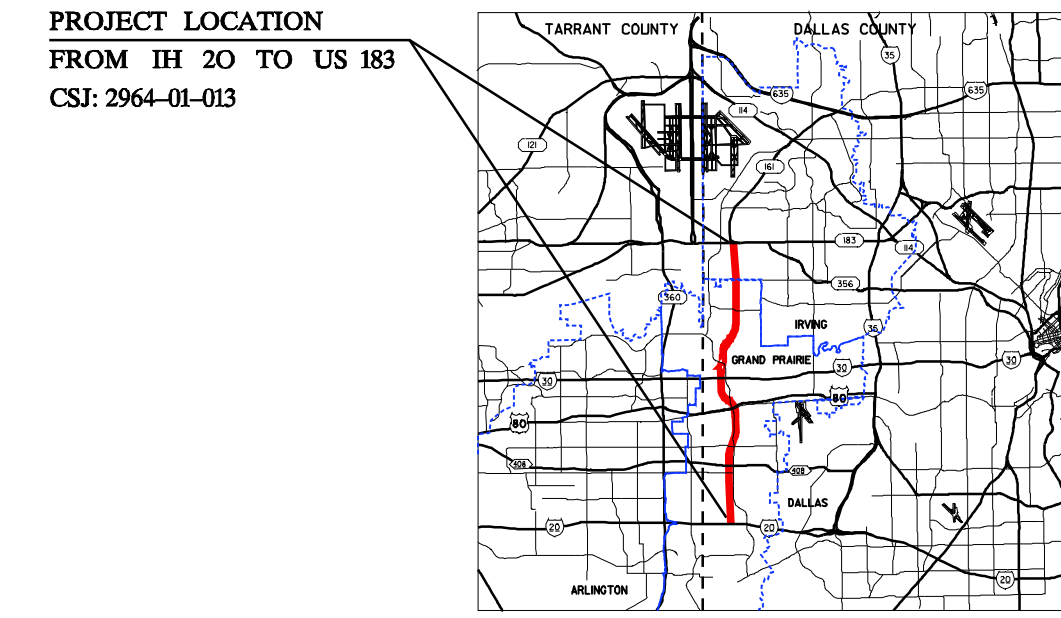 PROJECT LOCATION
FROM IH 20 TO US 183
CSJ: 2964-01-013
TARRANT COUNTY
DALLAS COUNTY
35
635
635
114
121
161
183
114
356
360
IRVING
35
GRAND PRAIRIE
30
30
30
80
80
408
408
DALLAS
20
20
20
ARLINGTON